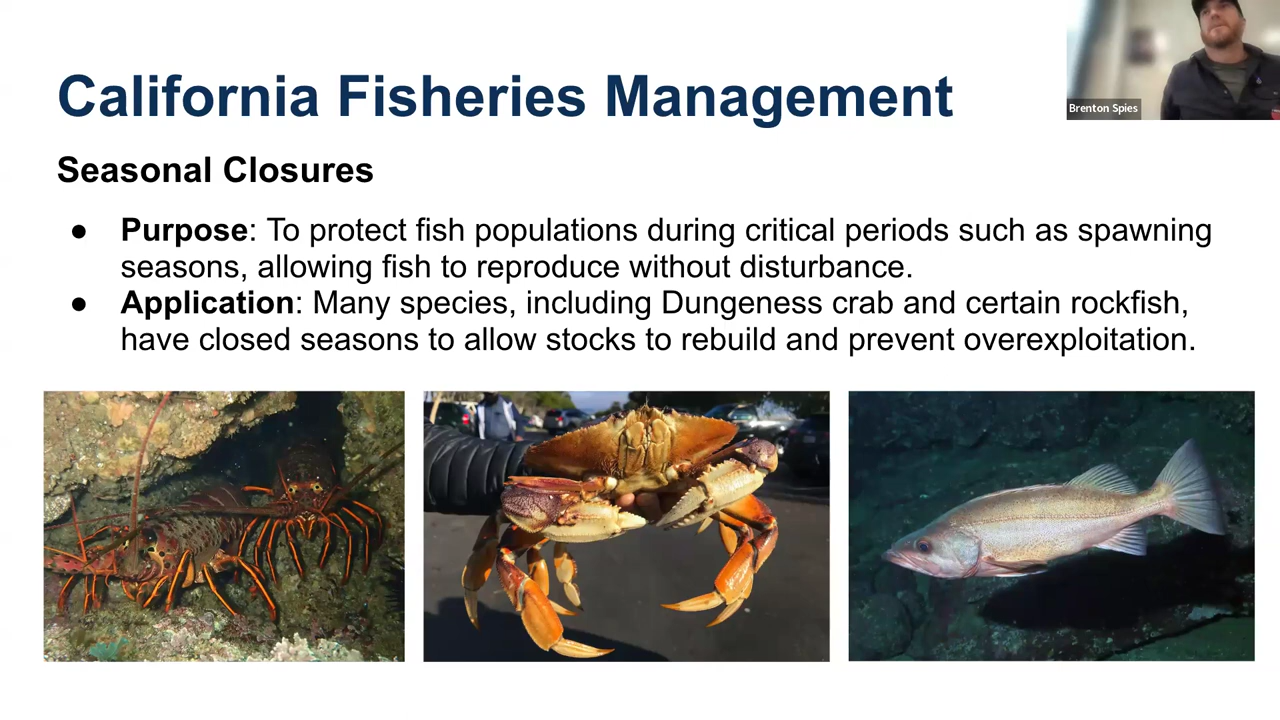 California Fisheries Management
Brenton Spies
Seasonal Closures
● Purpose: To protect fish populations during critical periods such as spawning
seasons, allowing fish to reproduce without disturbance.
● Application: Many species, including Dungeness crab and certain rockfish,
have closed seasons to allow stocks to rebuild and prevent overexploitation.